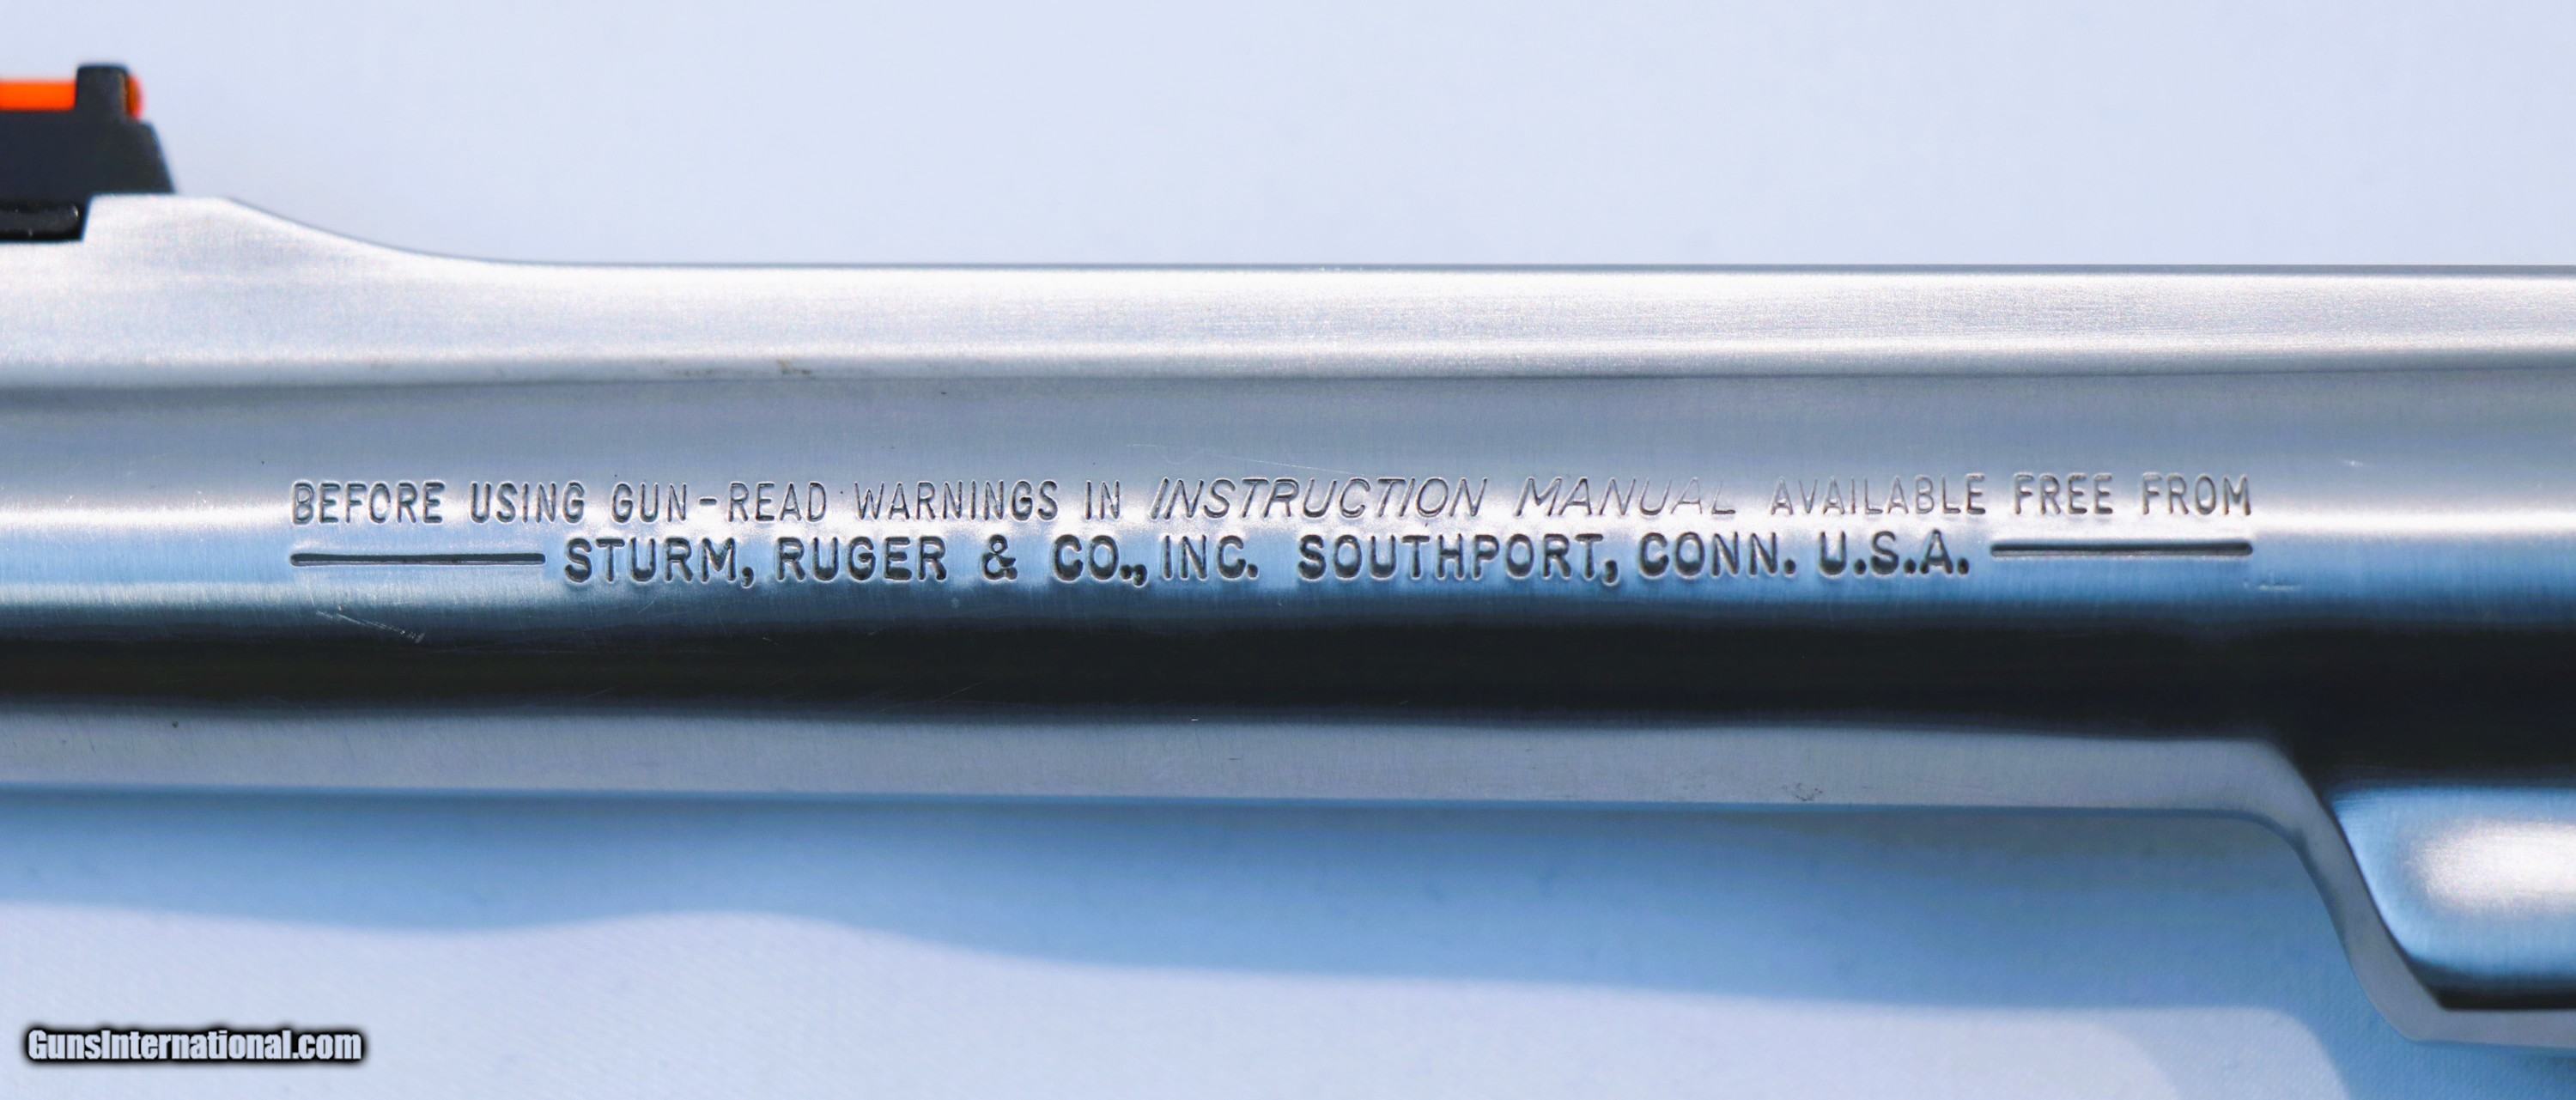 BEFORE USING GUN-READ WARNINGS IN INSTRUCTION MANUAL AVAILABLE FREE FROM
STURM, RUGER & CO., INC. SOUTHPORT, CONN. U.S.A.
GunsInternational.com